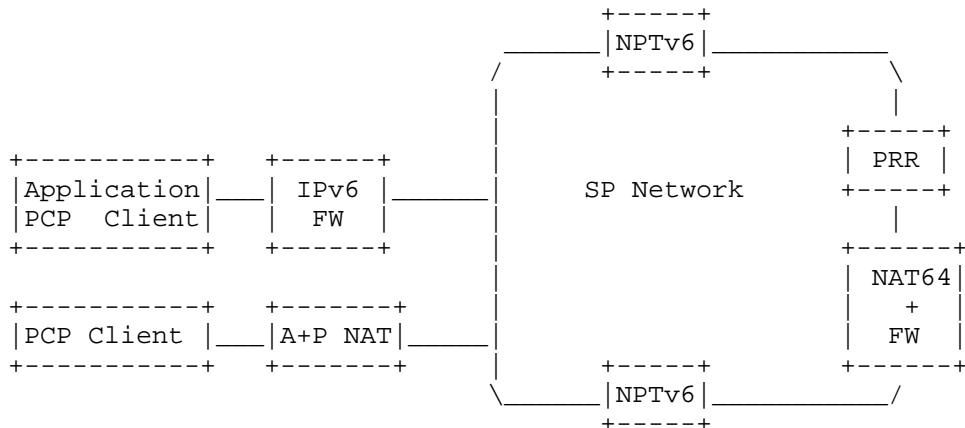 NPTv6
PRR
Application IPv6 SP Network
PCP Client FW
NAT64
+
PCP Client A+P NAT FW
NPTv6